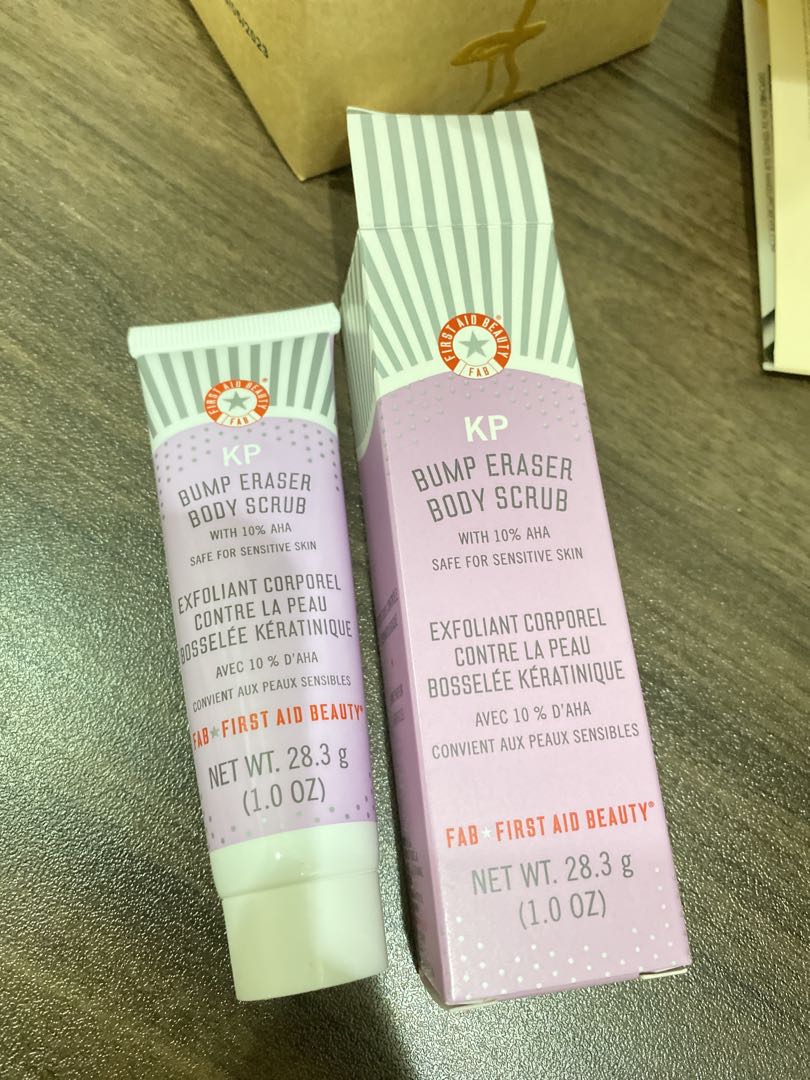 06/2023
FIRST AID BEAUTY®
FAB
KP
BUMP ERASER
BODY SCRUB
WITH 10% AHA
SAFE FOR SENSITIVE SKIN
EXFOLIANT CORPOREL
CONTRE LA PEAU
BOSSELÉE KÉRATINIQUE
AVEC 10 % D'AHA
CONVIENT AUX PEAUX SENSIBLES
FAB FIRST AID BEAUTY®
NET WT. 28.3 g
(1.0 OZ)
FIRST AID BEAUTY®
FAB
KP
BUMP ERASER
BODY SCRUB
WITH 10% AHA
SAFE FOR SENSITIVE SKIN
EXFOLIANT CORPOREL
CONTRE LA PEAU
BOSSELÉE KÉRATINIQUE
AVEC 10 % D'AHA
CONVIENT AUX PEAUX SENSIBLES
FAB FIRST AID BEAUTY®
NET WT. 28.3 g
(1.0 OZ)